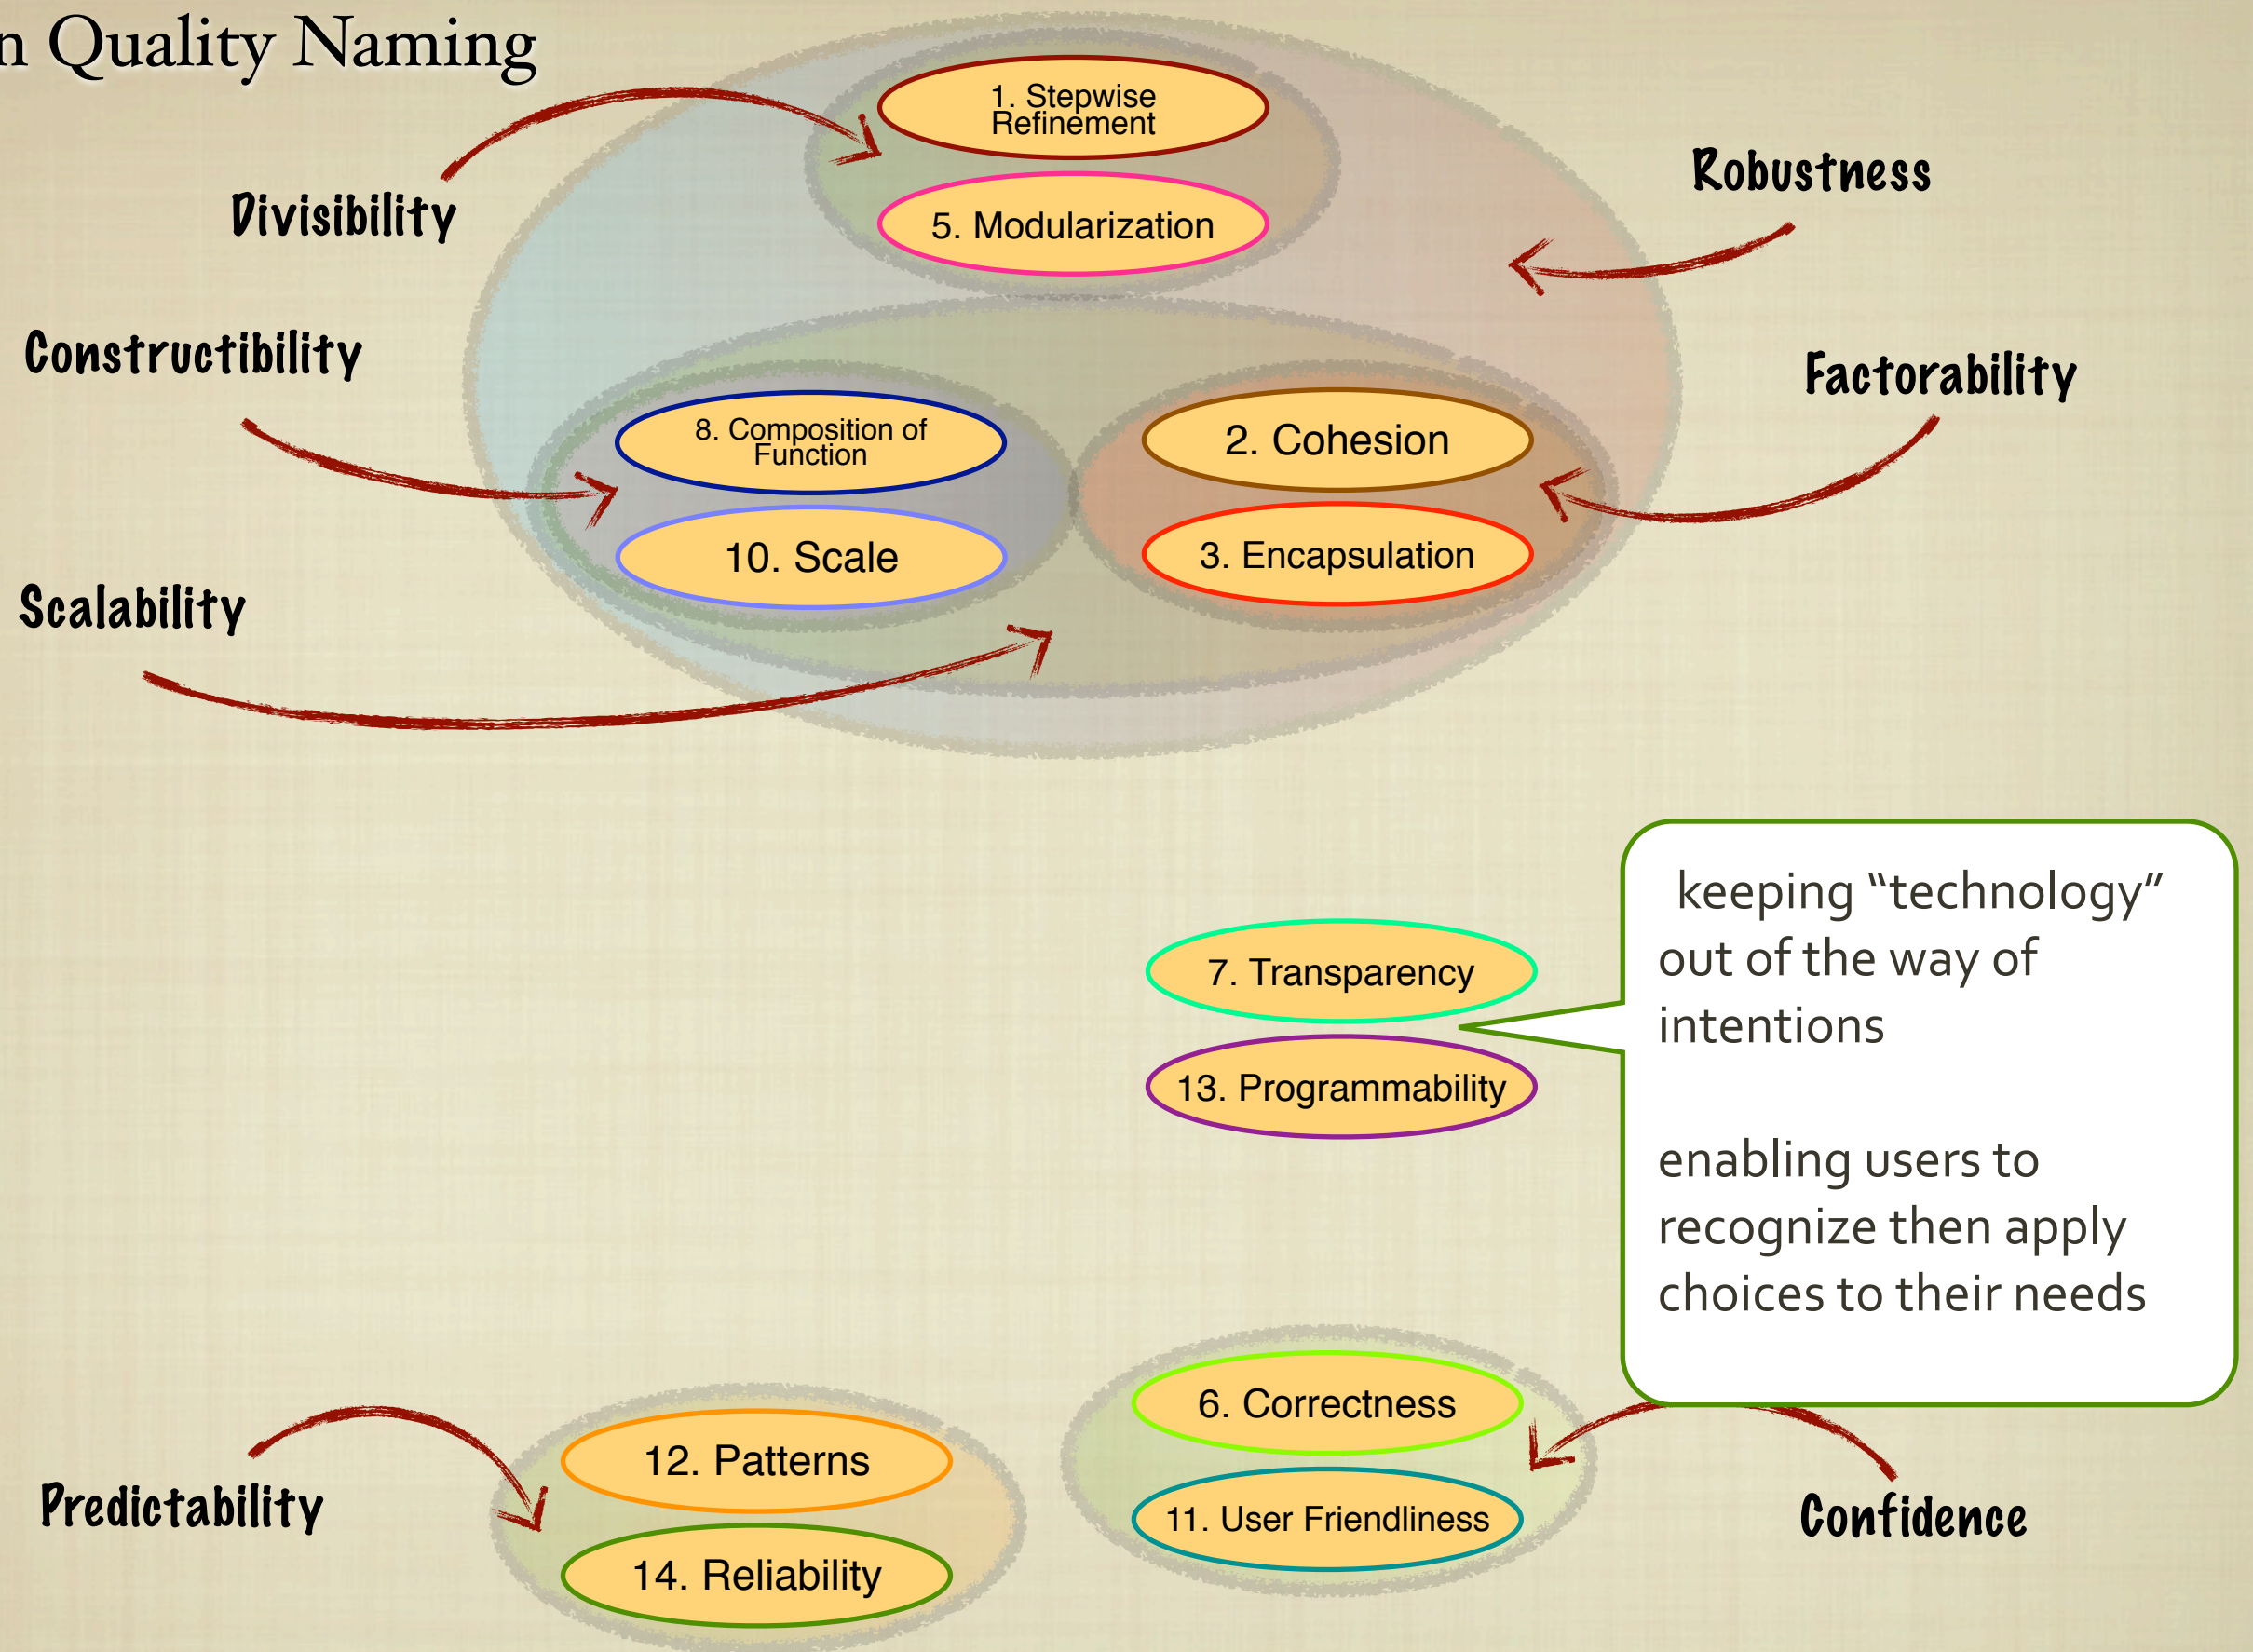 n Quality Naming
1. Stepwise
Refinement
5. Modularization
Divisibility
Robustness
Constructibility
Factorability
8. Composition of
Function
2. Cohesion
10. Scale
3. Encapsulation
Scalability
7. Transparency
13. Programmability
keeping “technology”
out of the way of
intentions
enabling users to
recognize then apply
choices to their needs
6. Correctness
11. User Friendliness
12. Patterns
14. Reliability
Predictability
Confidence